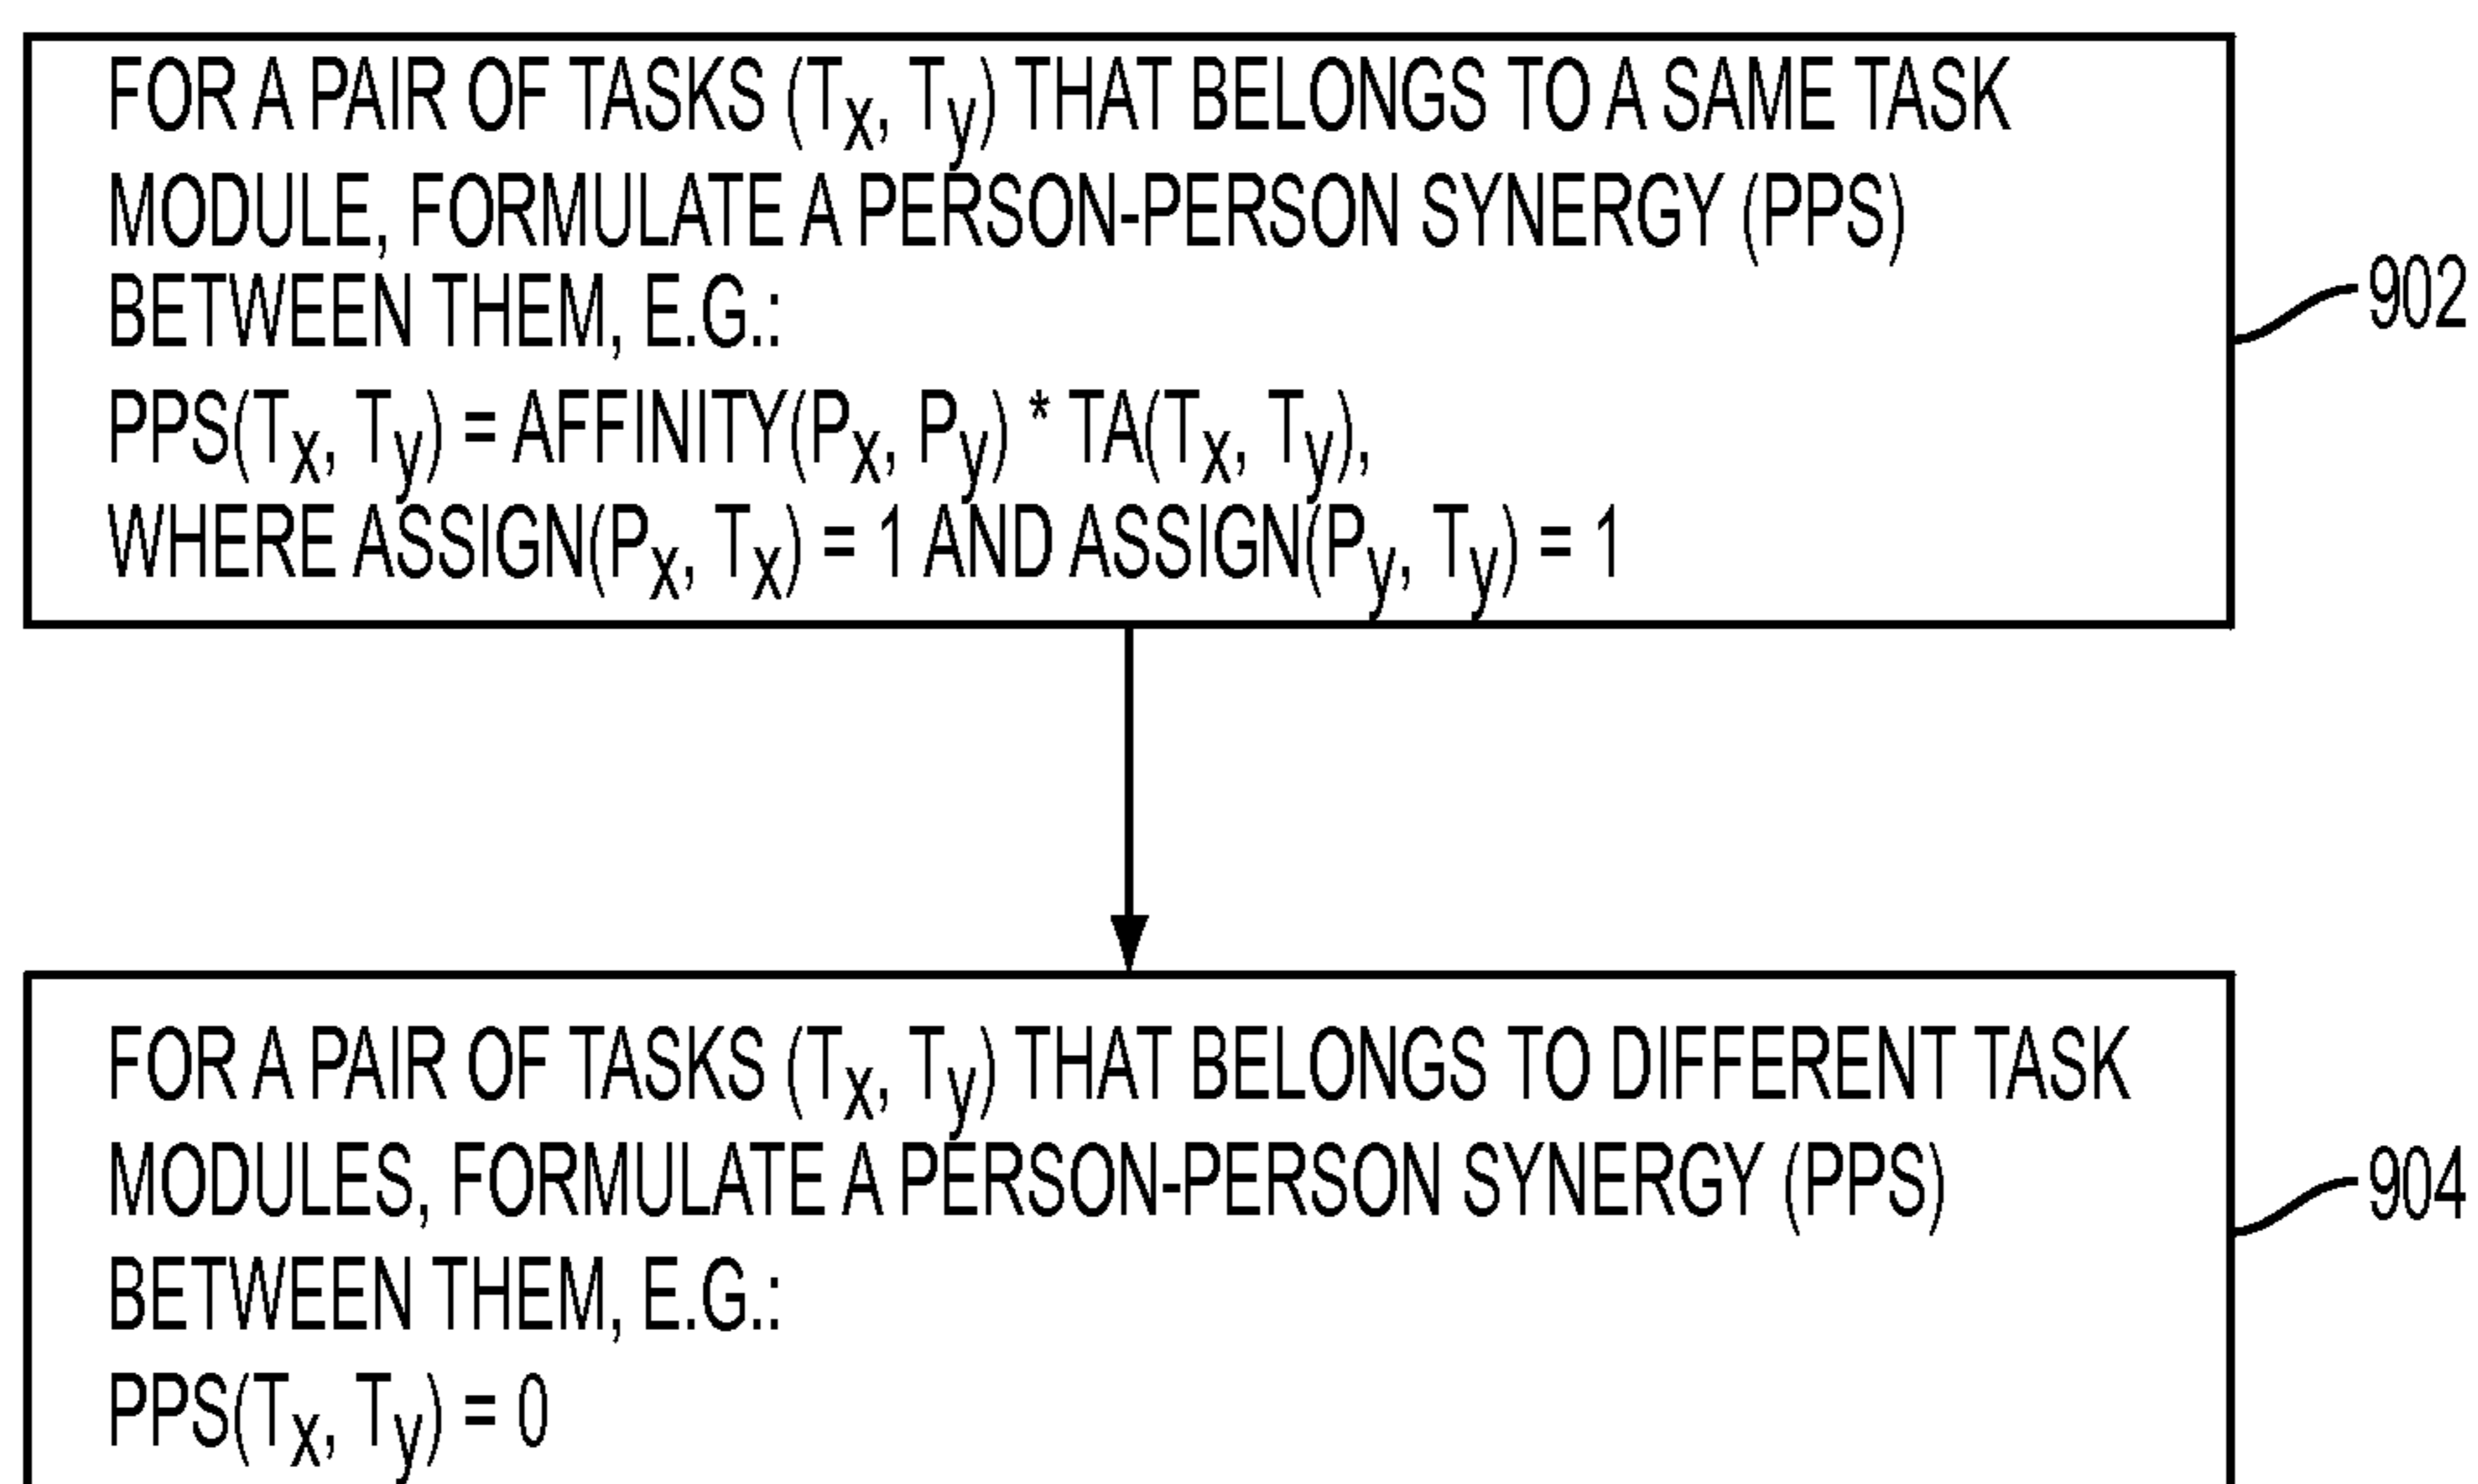 FOR A PAIR OF TASKS (Tx, Ty) THAT BELONGS TO A SAME TASK
MODULE, FORMULATE A PERSON-PERSON SYNERGY (PPS)
BETWEEN THEM, E.G.:
PPS(Tx, Ty) = AFFINITY(Px, Py) * TA(Tx, Ty),
WHERE ASSIGN(Px, Tx) = 1 AND ASSIGN(Py, Ty) = 1
902
FOR A PAIR OF TASKS (Tx, Ty) THAT BELONGS TO DIFFERENT TASK
MODULES, FORMULATE A PERSON-PERSON SYNERGY (PPS)
BETWEEN THEM, E.G.:
PPS(Tx, Ty) = 0
904